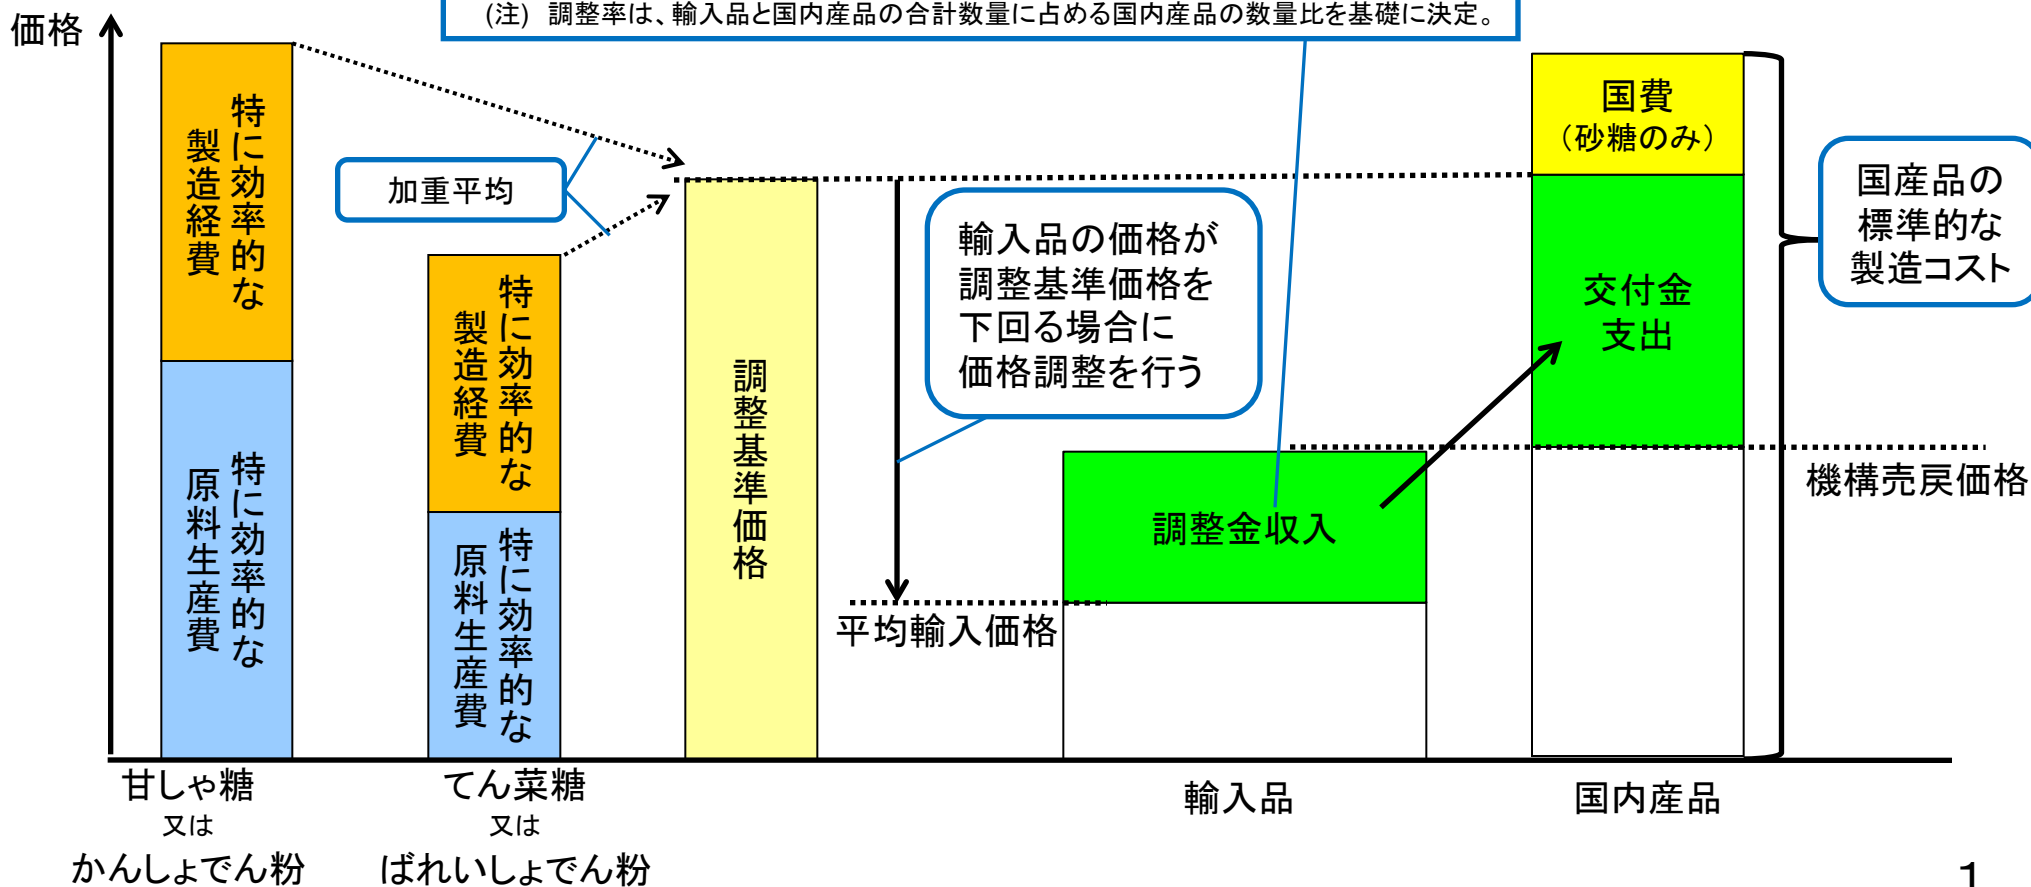 (注) 調整率は、輸入品と国内産品の合計数量に占める国内産品の数量比を基礎に決定。
価格
特に効率的な
製造経費
特に効率的な
原料生産費
加重平均
特に効率的な
製造経費
特に効率的な
原料生産費
調整基準価格
輸入品の価格が
調整基準価格を
下回る場合に
価格調整を行う
平均輸入価格
調整金収入
国費
(砂糖のみ)
交付金
支出
国産品の
標準的な
製造コスト
機構売戻価格
甘しゃ糖
又は
かんしょでん粉
てん菜糖
又は
ばれいしょでん粉
輸入品
国内産品
1